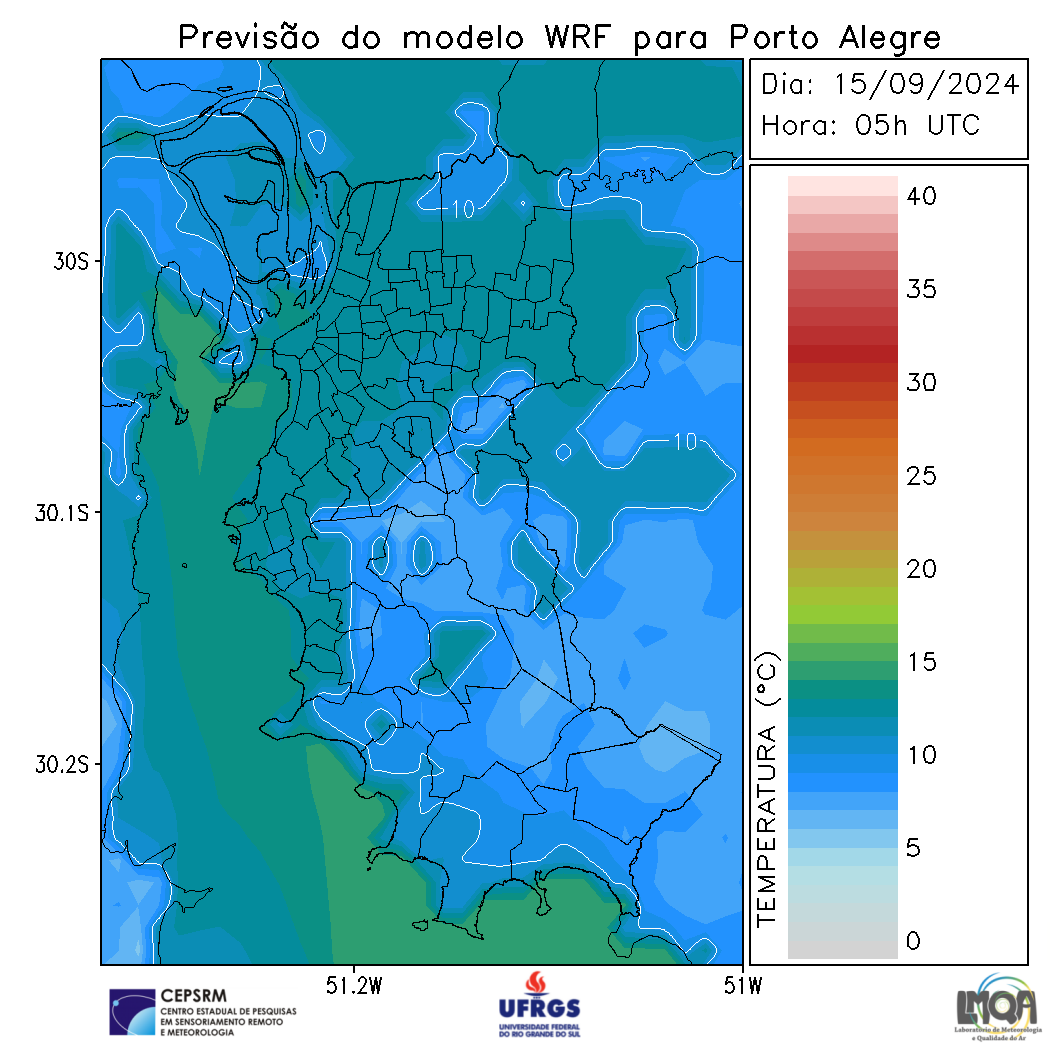 Previsão do modelo WRF para Porto Alegre
Dia: 15/09/2024
Hora: 05h UTC
40
35
30
25
20
15
10
5
0
TEMPERATURA (°C)
10
10
30S
30.1S
30.2S
51.2W
51W
CEPSRM
CENTRO ESTADUAL DE PESQUISAS
EM SENSORIAMENTO REMOTO
E METEOROLOGIA
UFRGS
UNIVERSIDADE FEDERAL
DO RIO GRANDE DO SUL
LMQA
Laboratório de Meteorologia
e Qualidade do Ar